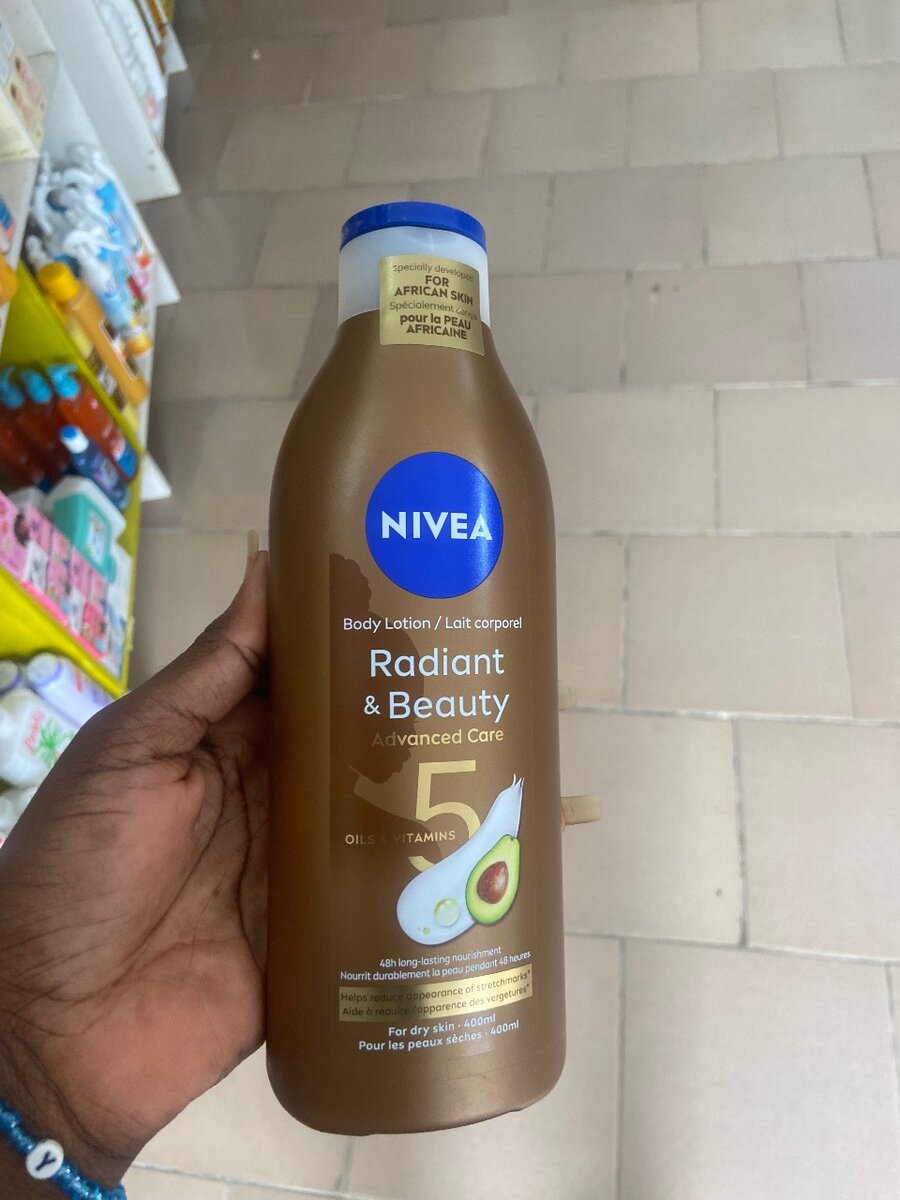 Specially developed
FOR
AFRICAN SKIN
Spécialement conçu
pour la PEAU
AFRICAINE
NIVEA
Body Lotion / Lait corporel
Radiant
& Beauty
Advanced Care
5
OILS & VITAMINS
48h long-lasting nourishment
Nourrit durablement la peau pendant 48 heures
Helps reduce appearance of stretchmarks*
Aide à réduire l'apparence des vergetures*
For dry skin - 400ml
Pour les peaux sèches - 400ml
Y